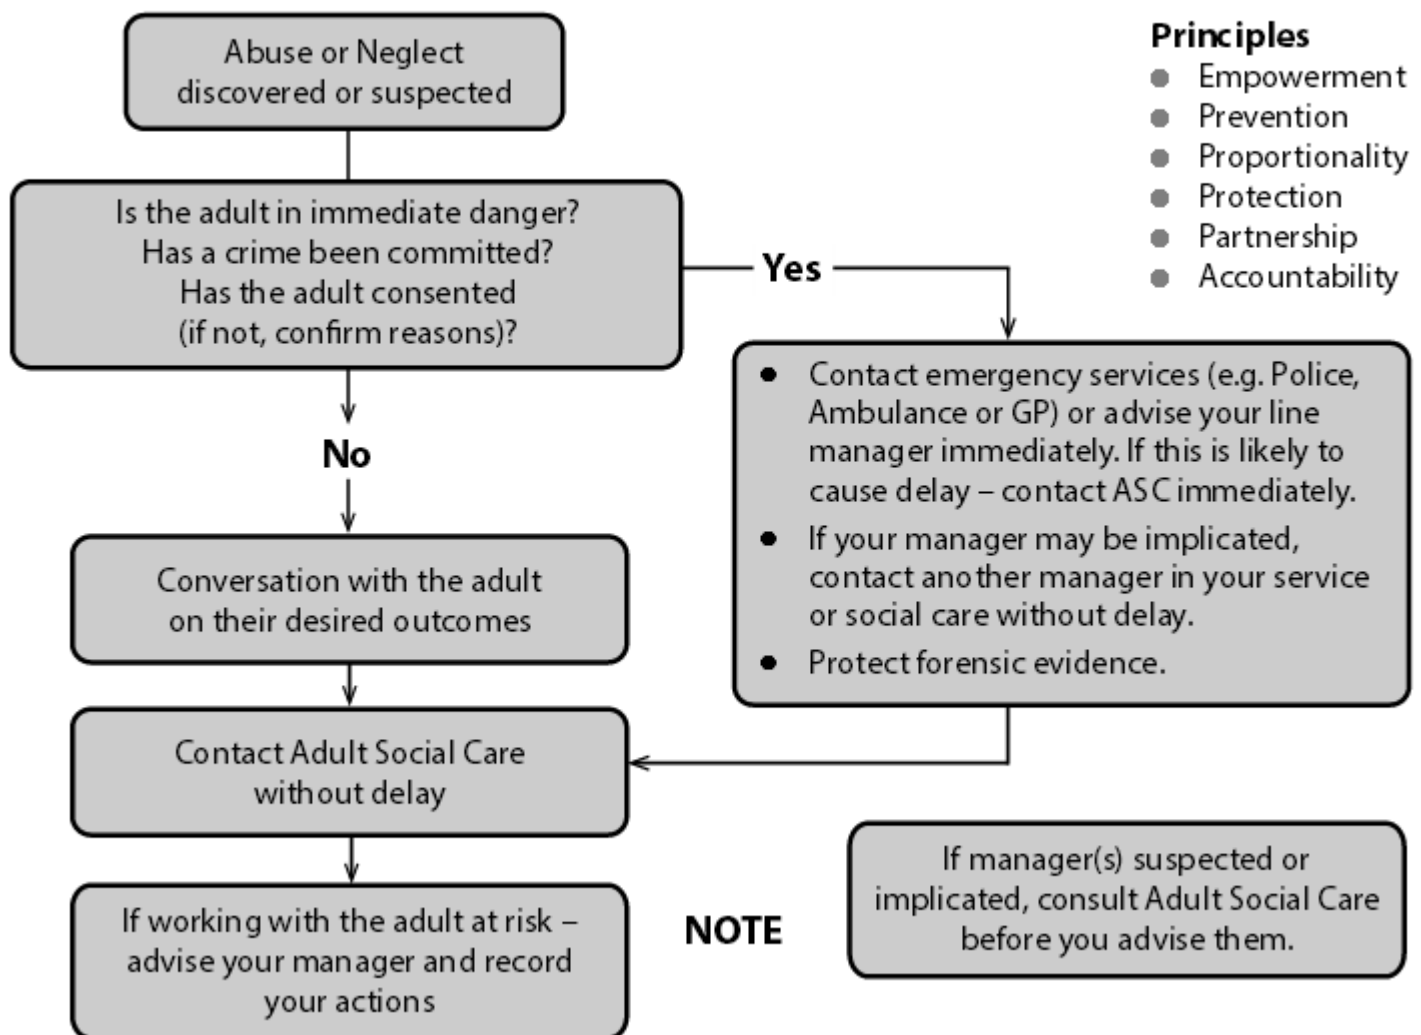 Abuse or Neglect
discovered or suspected
Principles
● Empowerment
● Prevention
● Proportionality
● Protection
● Partnership
● Accountability
Is the adult in immediate danger?
Has a crime been committed?
Has the adult consented
(if not, confirm reasons)?
Yes
● Contact emergency services (e.g. Police,
Ambulance or GP) or advise your line
manager immediately. If this is likely to
cause delay – contact ASC immediately.
● If your manager may be implicated,
contact another manager in your service
or social care without delay.
● Protect forensic evidence.
No
Conversation with the adult
on their desired outcomes
Contact Adult Social Care
without delay
If working with the adult at risk –
advise your manager and record
your actions
NOTE
If manager(s) suspected or
implicated, consult Adult Social Care
before you advise them.